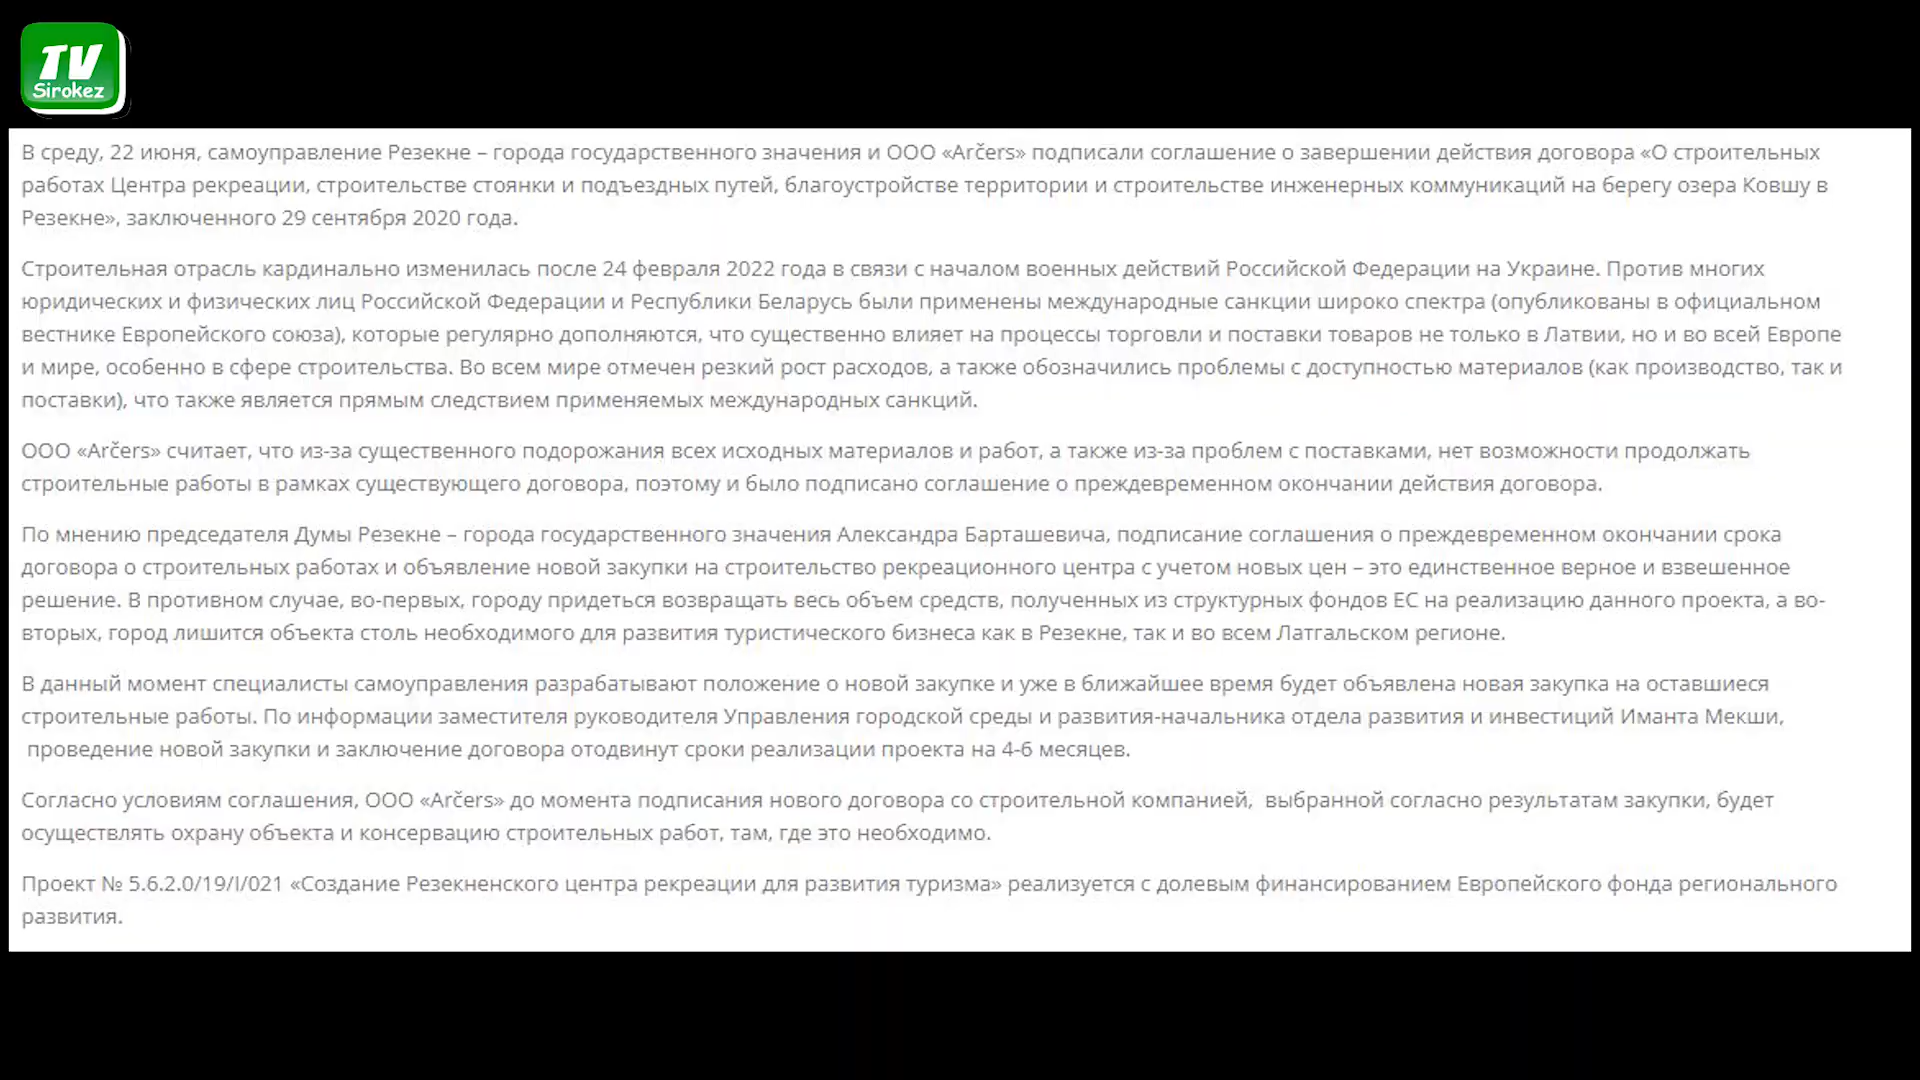 TV
Sirokez
В среду, 22 июня, самоуправление Резекне – города государственного значения и ООО «Arčers» подписали соглашение о завершении действия договора «О строительных
работах Центра рекреации, строительстве стоянки и подъездных путей, благоустройстве территории и строительстве инженерных коммуникаций на берегу озера Ковшу в
Резекне», заключенного 29 сентября 2020 года.
Строительная отрасль кардинально изменилась после 24 февраля 2022 года в связи с началом военных действий Российской Федерации на Украине. Против многих
юридических и физических лиц Российской Федерации и Республики Беларусь были применены международные санкции широко спектра (опубликованы в официальном
вестнике Европейского союза), которые регулярно дополняются, что существенно влияет на процессы торговли и поставки товаров не только в Латвии, но и во всей Европе
и мире, особенно в сфере строительства. Во всем мире отмечен резкий рост расходов, а также обозначились проблемы с доступностью материалов (как производство, так и
поставки), что также является прямым следствием применяемых международных санкций.
ООО «Arčers» считает, что из-за существенного подорожания всех исходных материалов и работ, а также из-за проблем с поставками, нет возможности продолжать
строительные работы в рамках существующего договора, поэтому и было подписано соглашение о преждевременном окончании действия договора.
По мнению председателя Думы Резекне – города государственного значения Александра Барташевича, подписание соглашения о преждевременном окончании срока
договора о строительных работах и объявление новой закупки на строительство рекреационного центра с учетом новых цен – это единственное верное и взвешенное
решение. В противном случае, во-первых, городу придеться возвращать весь объем средств, полученных из структурных фондов ЕС на реализацию данного проекта, а во-
вторых, город лишится объекта столь необходимого для развития туристического бизнеса как в Резекне, так и во всем Латгальском регионе.
В данный момент специалисты самоуправления разрабатывают положение о новой закупке и уже в ближайшее время будет объявлена новая закупка на оставшиеся
строительные работы. По информации заместителя руководителя Управления городской среды и развития-начальника отдела развития и инвестиций Иманта Мекши,
проведение новой закупки и заключение договора отодвинут сроки реализации проекта на 4-6 месяцев.
Согласно условиям соглашения, ООО «Arčers» до момента подписания нового договора со строительной компанией, выбранной согласно результатам закупки, будет
осуществлять охрану объекта и консервацию строительных работ, там, где это необходимо.
Проект № 5.6.2.0/19/I/021 «Создание Резекненского центра рекреации для развития туризма» реализуется с долевым финансированием Европейского фонда регионального
развития.